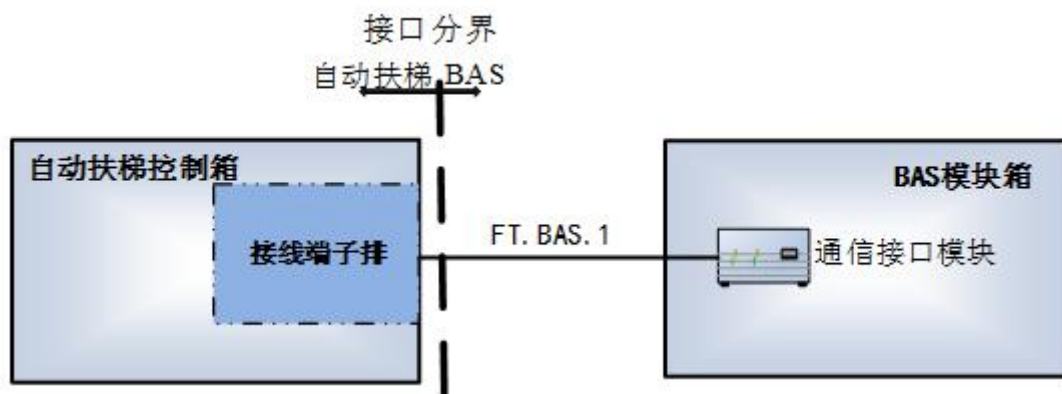 接口分界
自动扶梯 BAS
自动扶梯控制箱
BAS模块箱
接线端子排
FT.BAS.1
通信接口模块